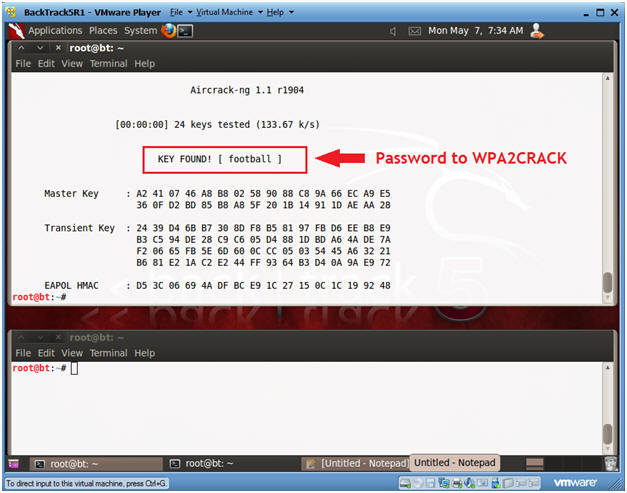 BackTrack5R1 - VMware Player File Virtual Machine Help
Applications Places System Mon May 7, 7:34 AM
root@bt: ~
File Edit View Terminal Help
Aircrack-ng 1.1 r1904
[00:00:00] 24 keys tested (133.67 k/s)
KEY FOUND! [ football ]
Password to WPA2CRACK
Master Key : A2 41 07 46 A8 B8 02 58 90 88 C8 9A 66 EC A9 E5
36 0F D2 BD 85 B8 A8 5F 20 1B 14 91 1D AE AA 28
Transient Key : 24 39 D4 6B B7 30 8D F8 B5 81 97 FB D6 EE B8 E9
B3 C5 94 DE 28 C9 C6 05 D4 88 1D BD A6 4A DE 7A
F2 06 65 FB 5E 6D 60 0C CC 05 03 54 45 A6 32 21
B6 81 E2 1A C2 E2 44 FF 93 64 B3 D4 0A 9A E9 72
EAPOL HMAC : D5 3C 06 69 4A DF BC E9 1C 27 15 0C 1C 19 92 48
root@bt:~#
<< back | track 5
root@bt: ~
File Edit View Terminal Help
root@bt:~#
root@bt: ~ root@bt: ~ [Untitled - Notepad] Untitled - Notepad
To direct input to this virtual machine, press Ctrl+G. vmware